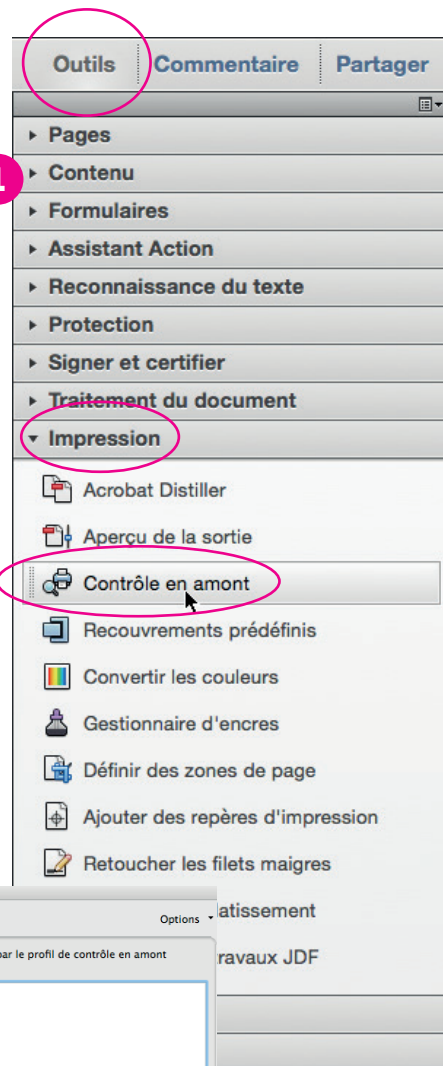 Outils Commentaire Partager
Pages
1 Contenu
Formulaires
Assistant Action
Reconnaissance du texte
Protection
Signer et certifier
Traitement du document
Impression
Acrobat Distiller
Aperçu de la sortie
Contrôle en amont
Recouvrements prédéfinis
Convertir les couleurs
Gestionnaire d'encres
Définir des zones de page
Ajouter des repères d'impression
Retoucher les filets maigres
Options atissement
par le profil de contrôle en amont ravaux JDF